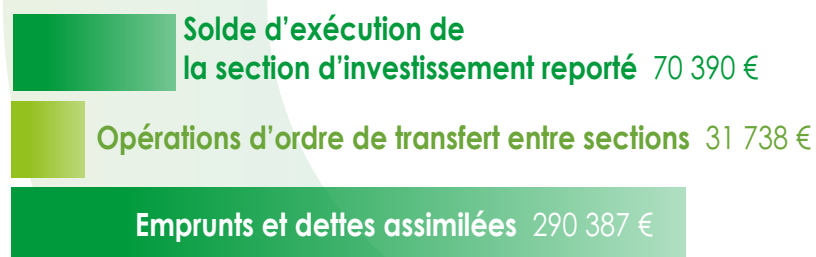 Solde d’exécution de
la section d’investissement reporté 70 390 €
Opérations d’ordre de transfert entre sections 31 738 €
Emprunts et dettes assimilées 290 387 €